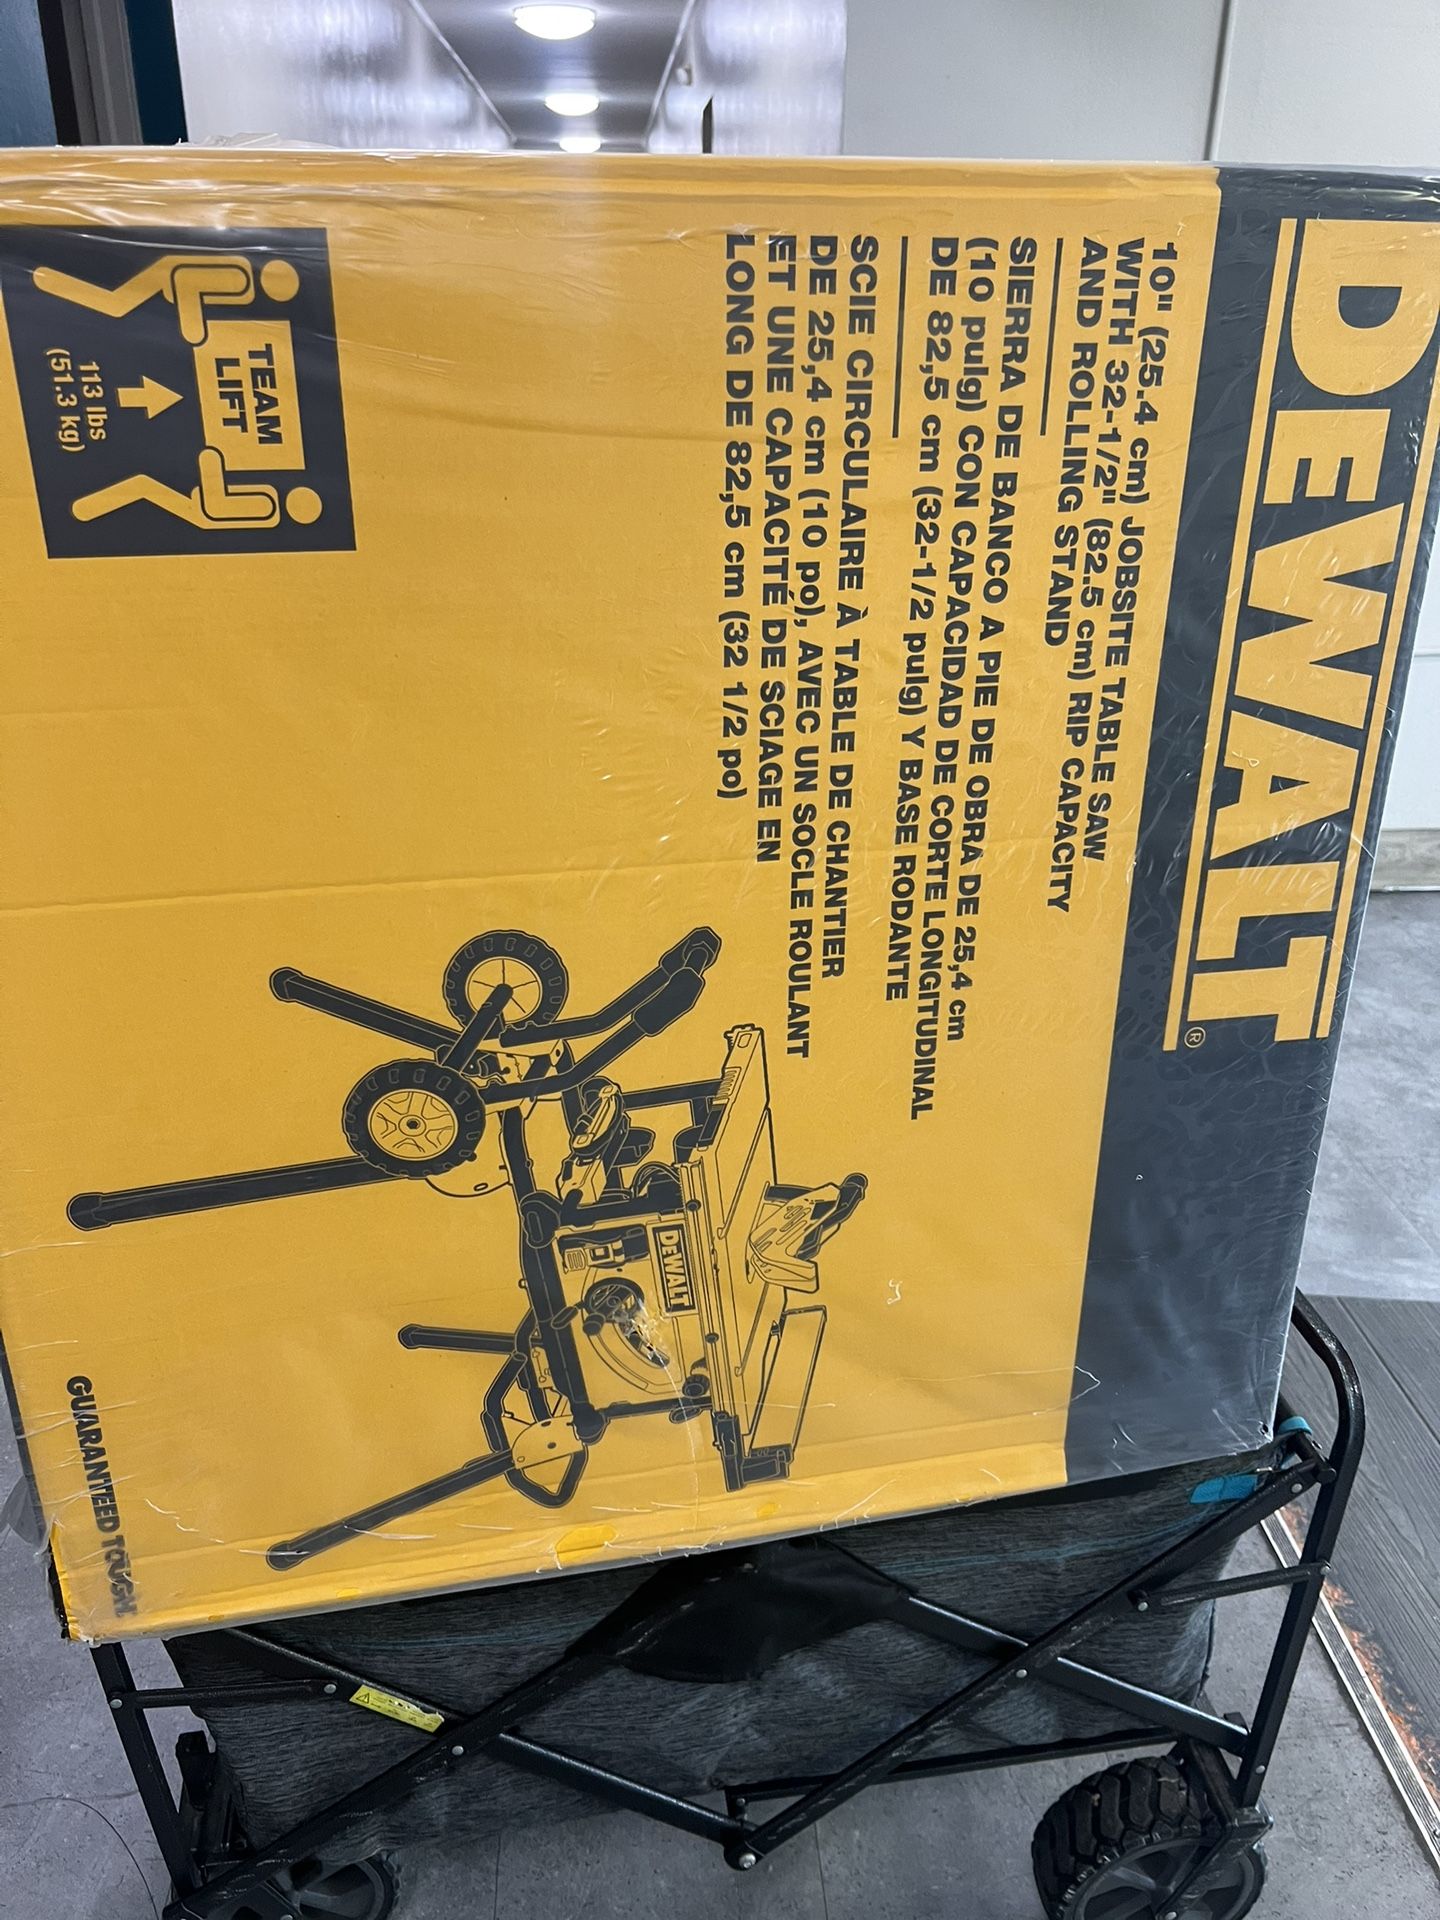 DEWALT®
10" (25.4 cm) JOBSITE TABLE SAW
WITH 32-1/2" (82.5 cm) RIP CAPACITY
AND ROLLING STAND
SIERRA DE BANCO A PIE DE OBRA DE 25,4 cm
(10 pulg) CON CAPACIDAD DE CORTE LONGITUDINAL
DE 82,5 cm (32-1/2 pulg) Y BASE RODANTE
SCIE CIRCULAIRE À TABLE DE CHANTIER
DE 25,4 cm (10 po), AVEC UN SOCLE ROULANT
ET UNE CAPACITÉ DE SCIAGE EN
LONG DE 82,5 cm (32 1/2 po)
TEAM
LIFT
113 lbs
(51.3 kg)
DEWALT
GUARANTEED TOUGH.